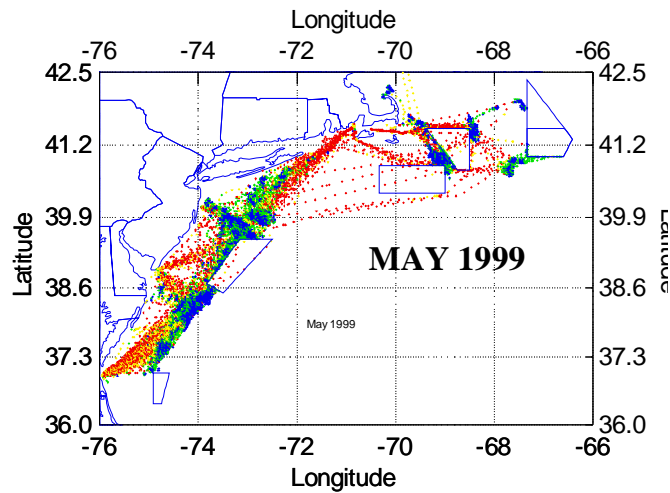 Longitude
-76 -74 -72 -70 -68 -66
42.5 42.5
41.2 41.2
39.9 39.9
Latitude Latitude
MAY 1999
38.6 38.6
May 1999
37.3 37.3
36.0 36.0
-76 -74 -72 -70 -68 -66
Longitude